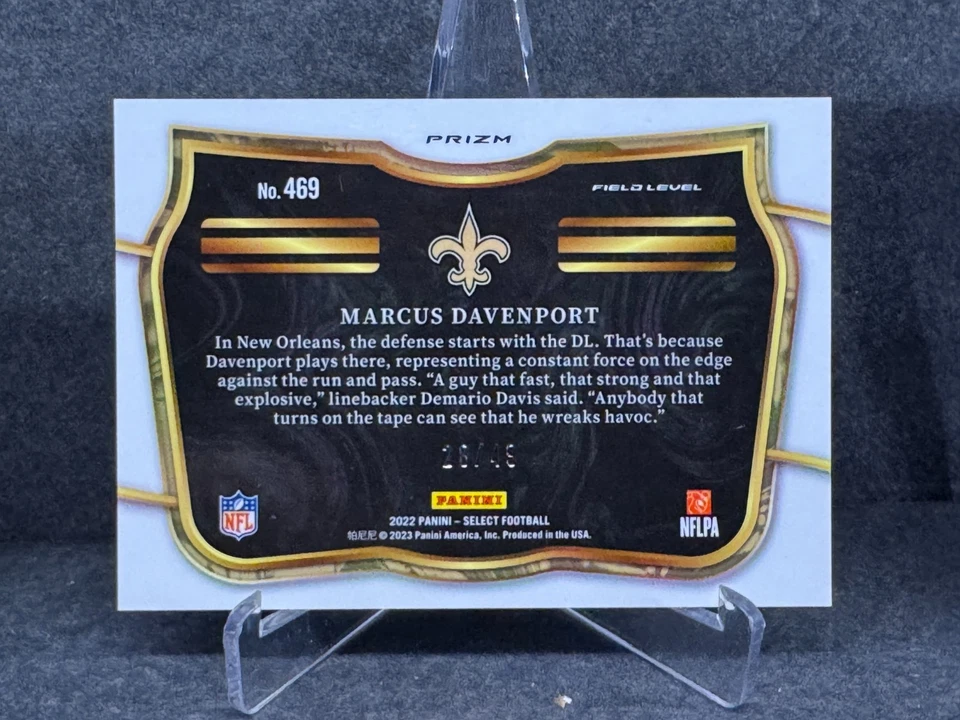 PRIZM
No. 469
FIELD LEVEL
MARCUS DAVENPORT
In New Orleans, the defense starts with the DL. That's because
Davenport plays there, representing a constant force on the edge
against the run and pass. “A guy that fast, that strong and that
explosive,” linebacker Demario Davis said. “Anybody that
turns on the tape can see that he wreaks havoc.”
PANINI
NFL
NFLPA
2022 PANINI – SELECT FOOTBALL
帕尼尼 © 2023 Panini America, Inc. Produced in the USA.